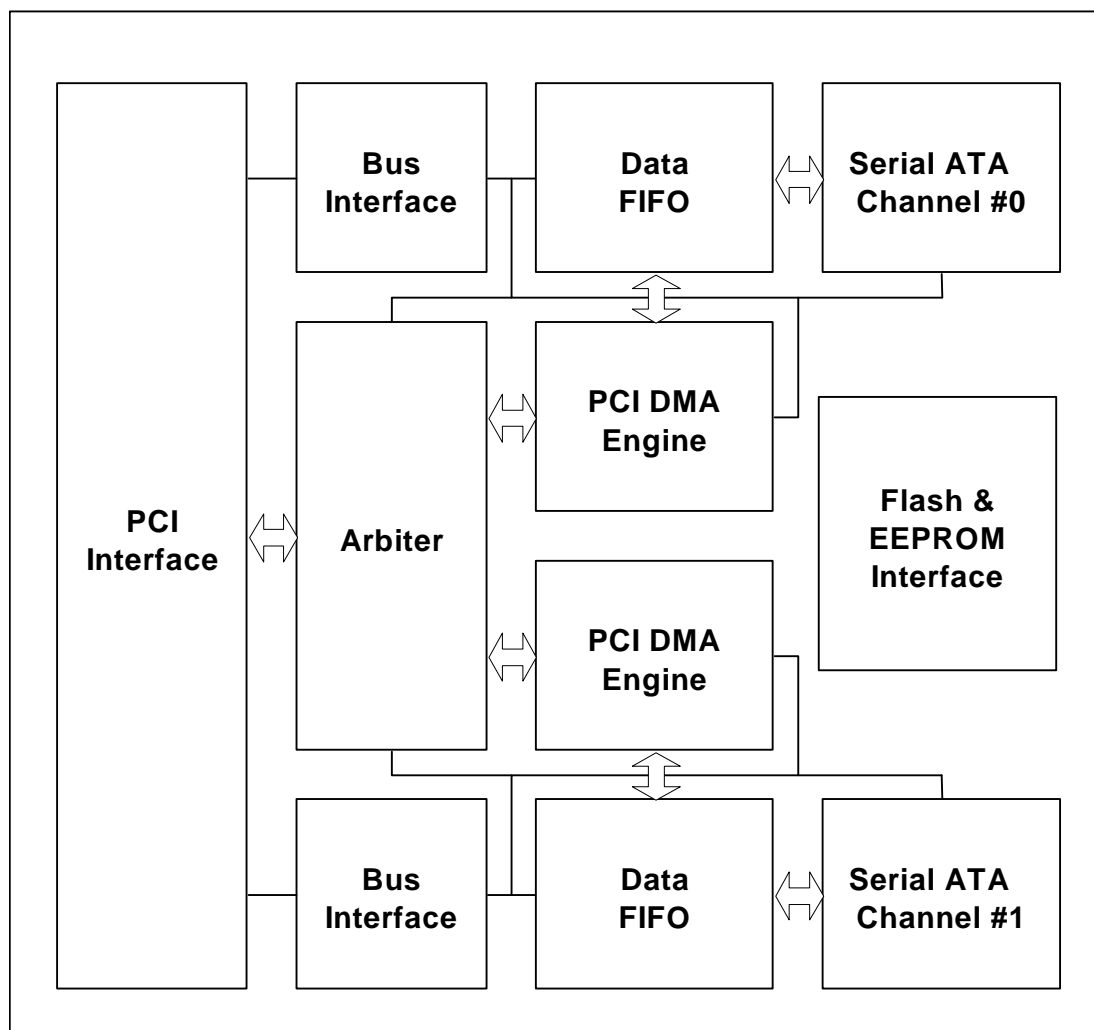 Bus
Interface
Data
FIFO
Serial ATA
Channel #0
PCI DMA
Engine
PCI
Interface
Arbiter
Flash &
EEPROM
Interface
PCI DMA
Engine
Bus
Interface
Data
FIFO
Serial ATA
Channel #1